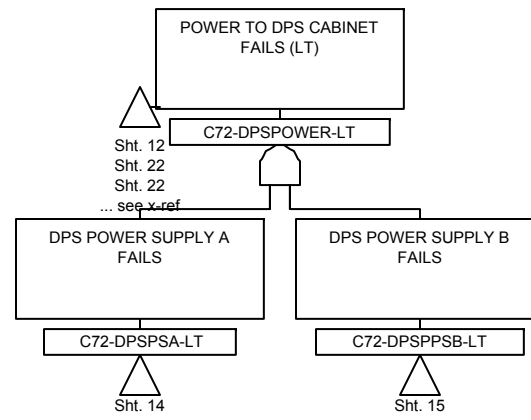 POWER TO DPS CABINET
FAILS (LT)
C72-DPSPOWER-LT
Sht. 12
Sht. 22
Sht. 22
... see x-ref
DPS POWER SUPPLY A
FAILS
DPS POWER SUPPLY B
FAILS
C72-DPSPSA-LT
C72-DPSPPSB-LT
Sht. 14
Sht. 15